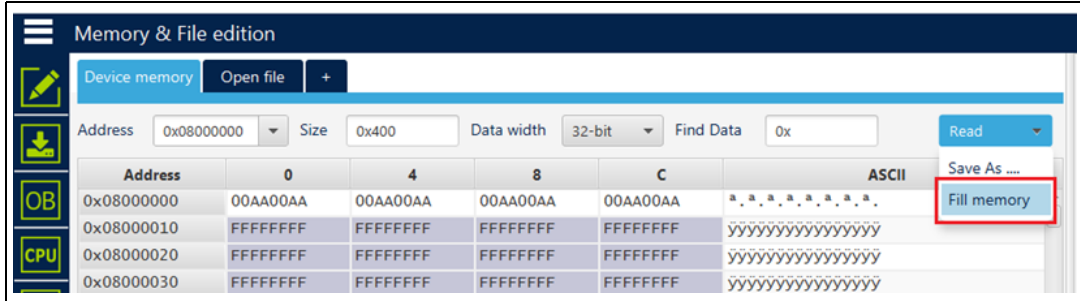 Memory & File edition
Device memory Open file +
Address 0x08000000 Size 0x400 Data width 32-bit Find Data 0x Read
Save As ....
Fill memory
Address 0 4 8 C ASCII
0x08000000 00AA00AA 00AA00AA 00AA00AA 00AA00AA ª.ª.ª.ª.ª.ª.ª.ª.
OB
0x08000010 FFFFFFFF FFFFFFFF FFFFFFFF FFFFFFFF ÿÿÿÿÿÿÿÿÿÿÿÿÿÿÿÿ
CPU
0x08000020 FFFFFFFF FFFFFFFF FFFFFFFF FFFFFFFF ÿÿÿÿÿÿÿÿÿÿÿÿÿÿÿÿ
0x08000030 FFFFFFFF FFFFFFFF FFFFFFFF FFFFFFFF ÿÿÿÿÿÿÿÿÿÿÿÿÿÿÿÿ